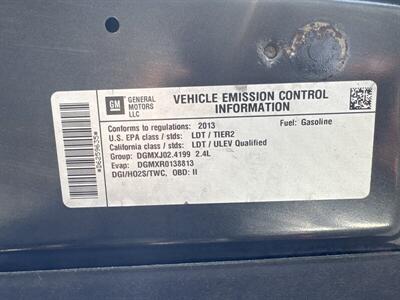 GM
GENERAL MOTORS LLC
VEHICLE EMISSION CONTROL INFORMATION
Conforms to regulations: 2013 Fuel: Gasoline
U.S. EPA class / stds: LDT / TIER2
California class / stds: LDT / ULEV Qualified
Group: DGMXJ02.4199 2.4L
Evap: DGMXR0138813
DGI/HO2S/TWC, OBD: II